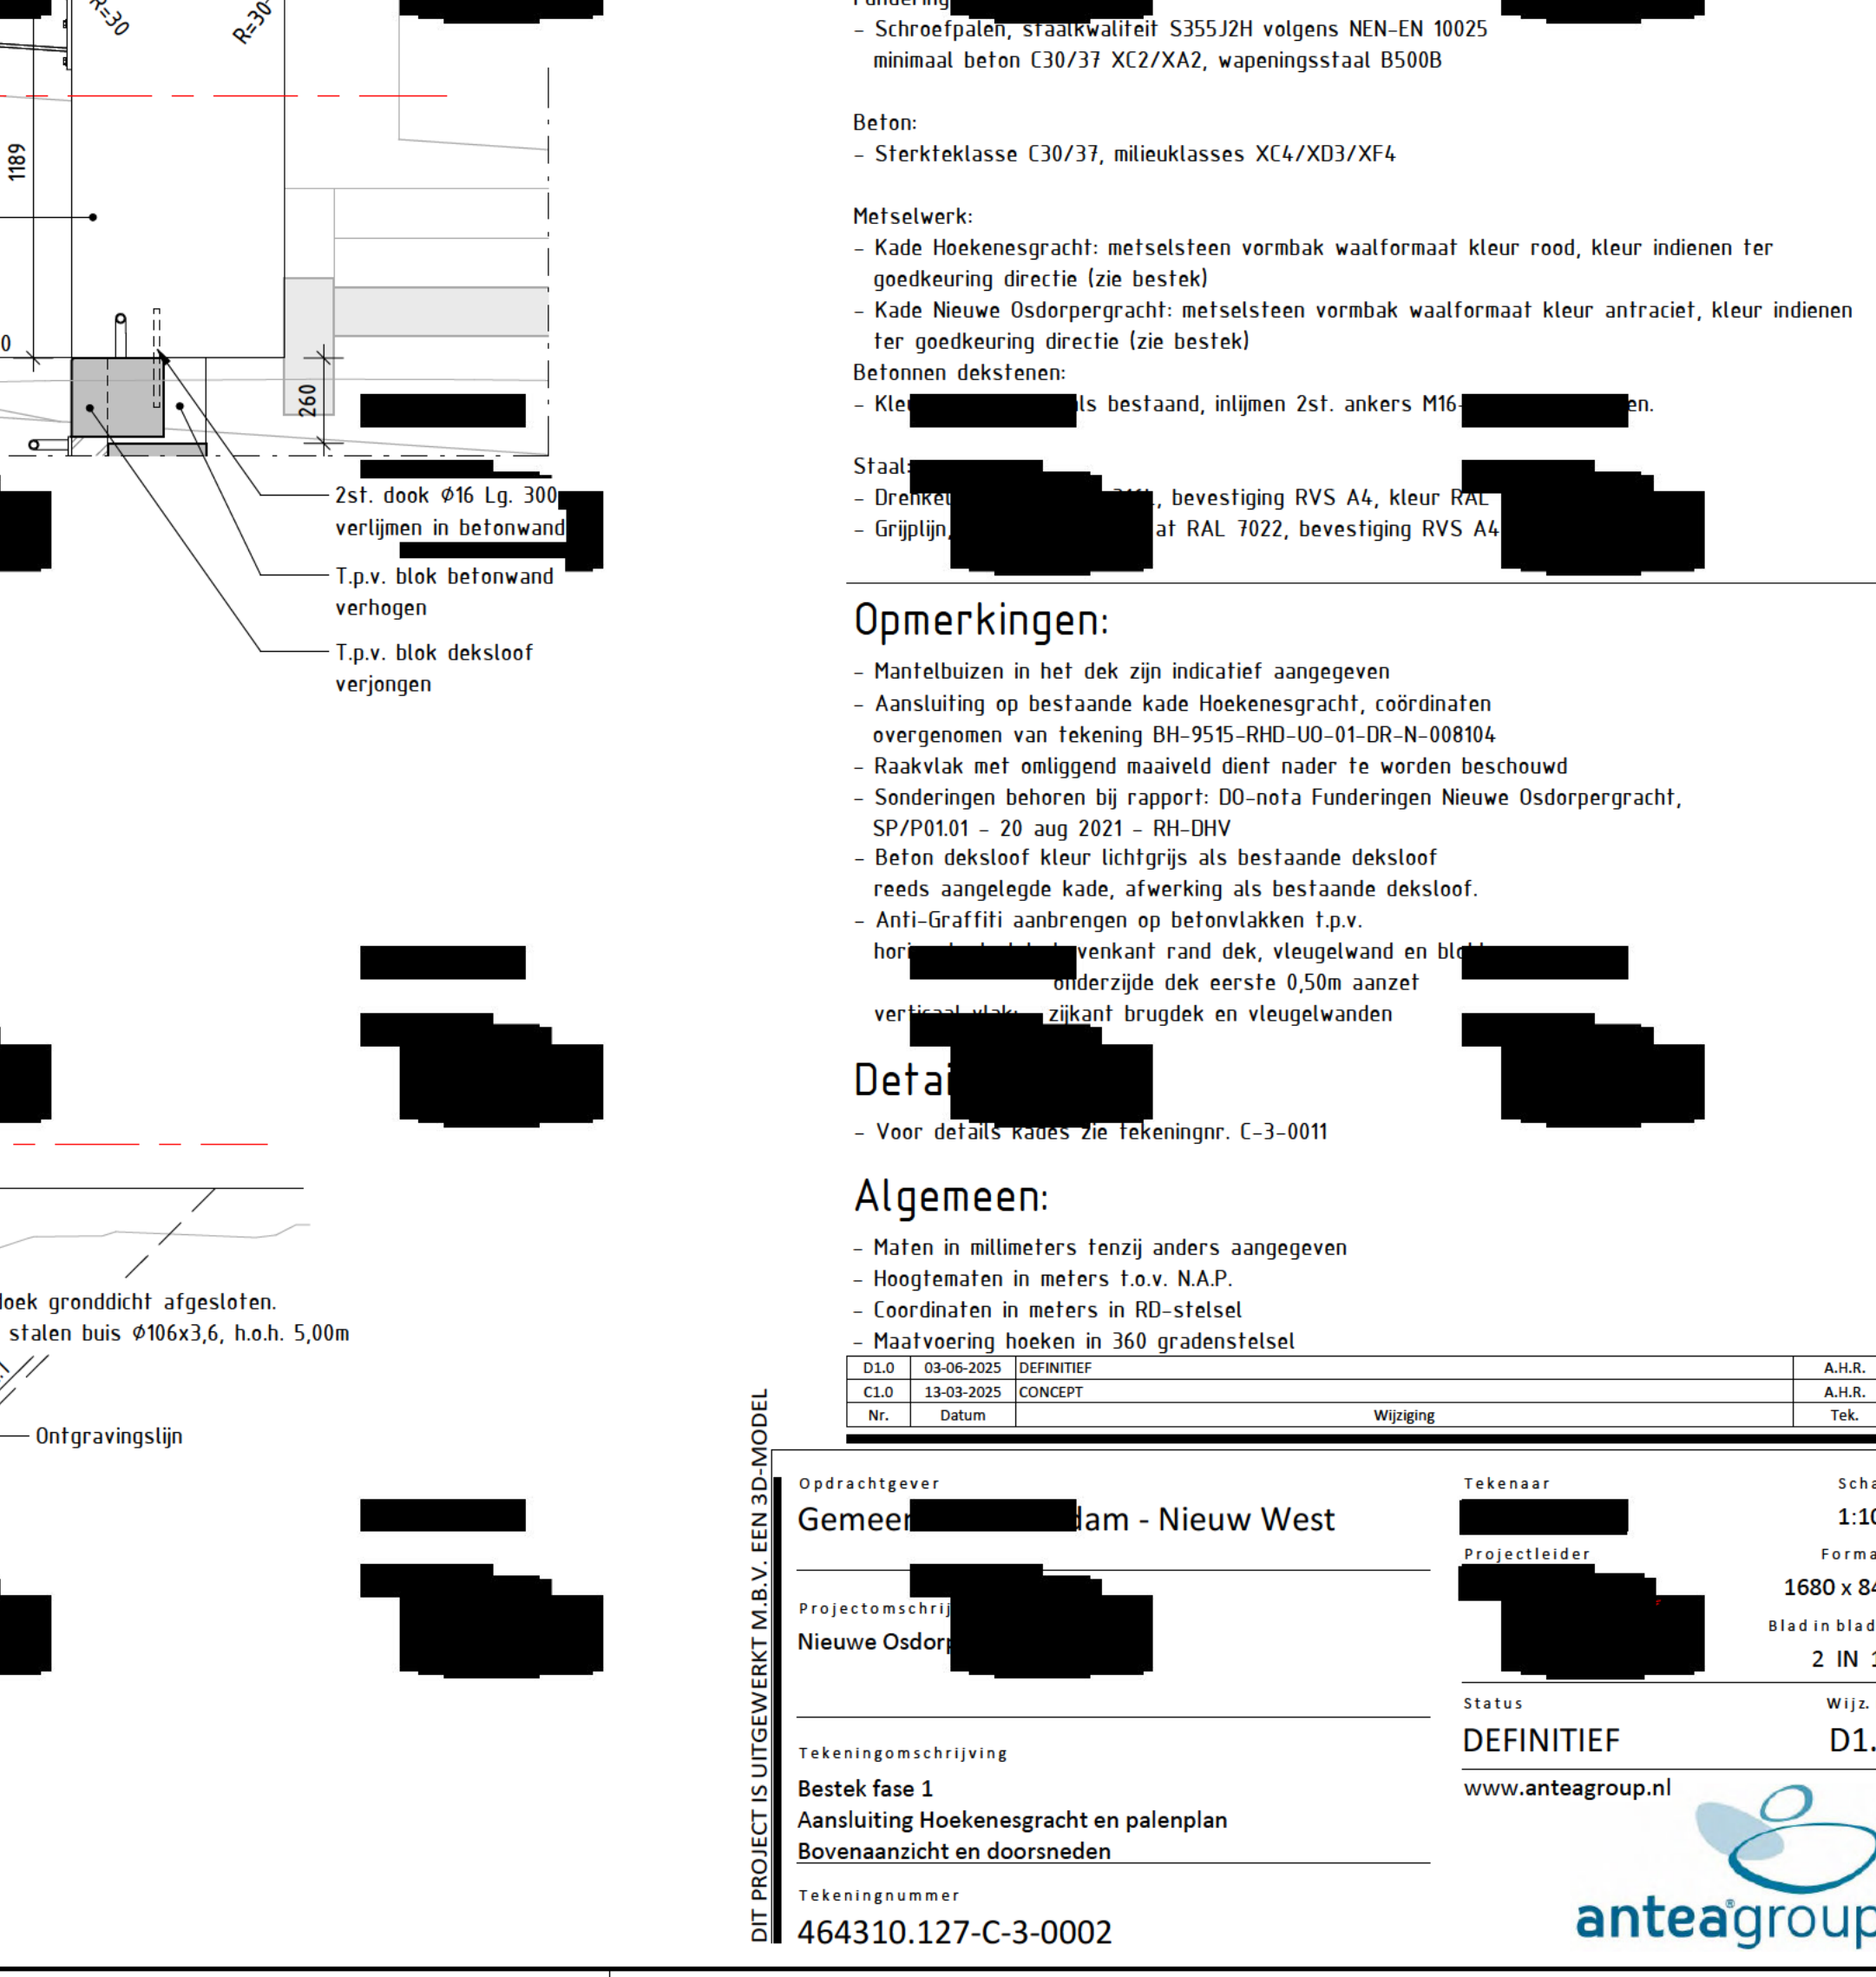 R=30
R=30
1189
0
260
2st. dook Ø16 Lg. 300
verlijmen in betonwand
T.p.v. blok betonwand
verhogen
T.p.v. blok deksloof
verjongen
gronddicht afgesloten.
stalen buis Ø106x3,6, h.o.h. 5,00m
Ontgravingslijn
- Schroefpalen, staalkwaliteit S355J2H volgens NEN-EN 10025
minimaal beton C30/37 XC2/XA2, wapeningsstaal B500B
Beton:
- Sterkteklasse C30/37, milieuklasses XC4/XD3/XF4
Metselwerk:
- Kade Hoekenesgracht: metselsteen vormbak waalformaat kleur rood, kleur indienen ter
goedkeuring directie (zie bestek)
- Kade Nieuwe Osdorpergracht: metselsteen vormbak waalformaat kleur antraciet, kleur indienen
ter goedkeuring directie (zie bestek)
Betonnen dekstenen:
- bestaand, inlijmen 2st. ankers
Staal:
- bevestiging RVS A4, kleur RAL
- Grijplijn, RAL 7022, bevestiging RVS A4
Opmerkingen:
- Mantelbuizen in het dek zijn indicatief aangegeven
- Aansluiting op bestaande kade Hoekenesgracht, coördinaten
overgenomen van tekening BH-9515-RHD-UO-01-DR-N-008104
- Raakvlak met omliggend maaiveld dient nader te worden beschouwd
- Sonderingen behoren bij rapport: DO-nota Funderingen Nieuwe Osdorpergracht,
SP/P01.01 - 20 aug 2021 - RH-DHV
- Beton deksloof kleur lichtgrijs als bestaande deksloof
reeds aangelegde kade, afwerking als bestaande deksloof.
- Anti-Graffiti aanbrengen op betonvlakken t.p.v.
rand dek, vleugelwand en
onderzijde dek eerste 0,50m aanzet
zijkant brugdek en vleugelwanden
- Voor details kades zie tekeningnr. C-3-0011
Algemeen:
- Maten in millimeters tenzij anders aangegeven
- Hoogtematen in meters t.o.v. N.A.P.
- Coordinaten in meters in RD-stelsel
- Maatvoering hoeken in 360 gradenstelsel
D1.0 03-06-2025 DEFINITIEF A.H.R.
C1.0 13-03-2025 CONCEPT A.H.R.
Nr. Datum Wijziging Tek.
DIT PROJECT IS UITGEWERKT M.B.V. EEN 3D-MODEL
Opdrachtgever
- Nieuw West
Nieuwe
Tekeningomschrijving
Bestek fase 1
Aansluiting Hoekenesgracht en palenplan
Bovenaanzicht en doorsneden
Tekeningnummer
464310.127-C-3-0002
Tekenaar
Projectleider
1680 x
Blad in
2 IN
Status Wijz.
DEFINITIEF
www.anteagroup.nl
anteagroup